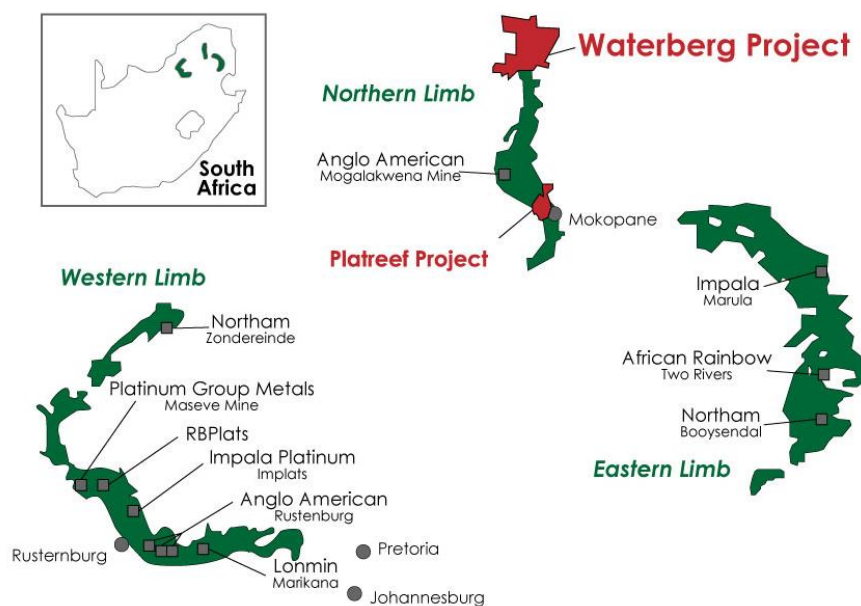 Waterberg Project
Northern Limb
South
Africa
Anglo American
Mogalakwena Mine
Mokopane
Platreef Project
Western Limb
Impala
Marula
Northam
Zondereinde
African Rainbow
Two Rivers
Platinum Group Metals
Maseve Mine
Northam
Booysendal
RBPlats
Impala Platinum
Implats
Eastern Limb
Anglo American
Rustenburg
Rusternburg
Pretoria
Lonmin
Marikana
Johannesburg